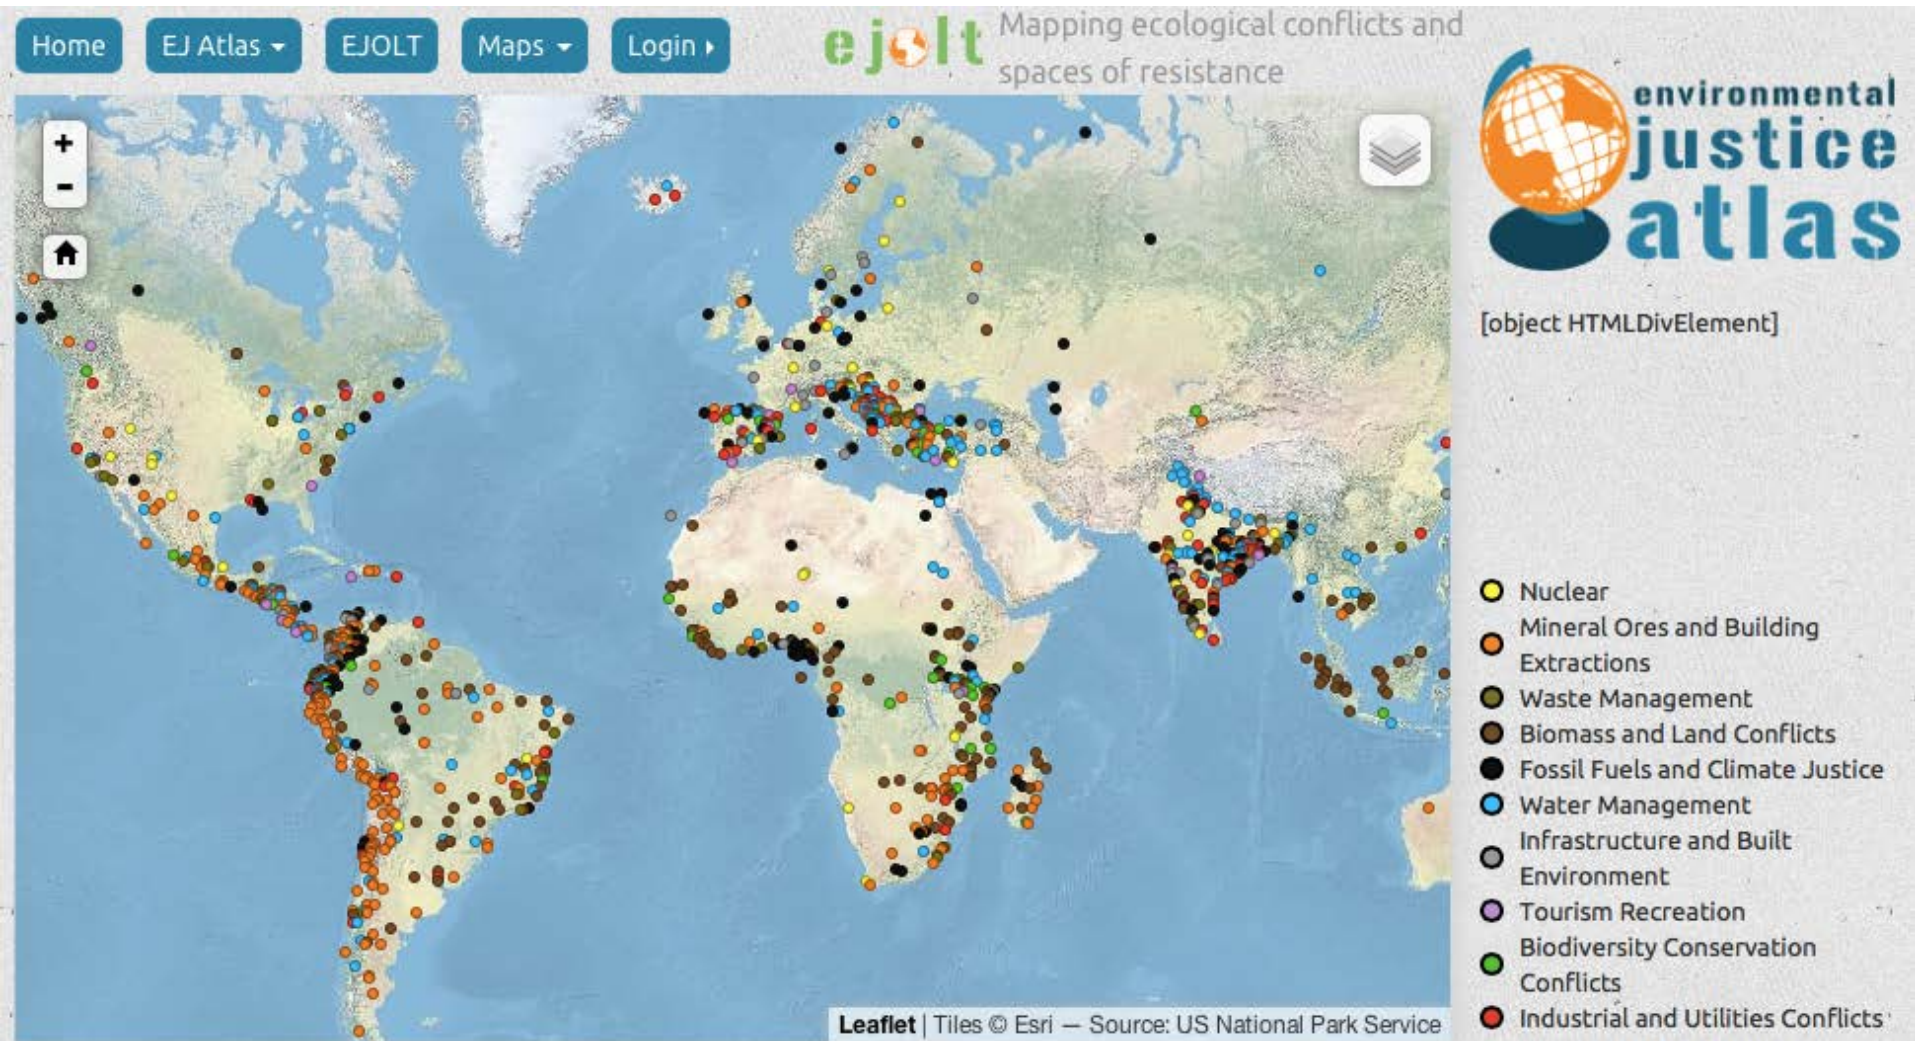 Home
EJ Atlas
EJOLT
Maps
Login
ejolt
Mapping ecological conflicts and
spaces of resistance
environmental
justice
atlas
+
-
[object HTMLDivElement]
Nuclear
Mineral Ores and Building
Extractions
Waste Management
Biomass and Land Conflicts
Fossil Fuels and Climate Justice
Water Management
Infrastructure and Built
Environment
Tourism Recreation
Biodiversity Conservation
Conflicts
Industrial and Utilities Conflicts
Leaflet | Tiles © Esri — Source: US National Park Service